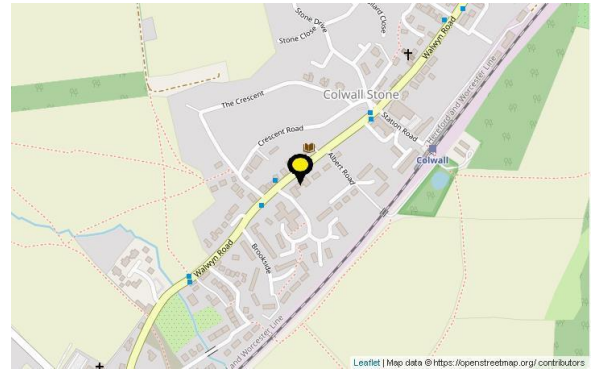 Stone Drive
Stone Close
Walwyn Road
The Crescent
Colwall Stone
Crescent Road
Station Road
Hereford and Worcester Line
Albert Road
Colwall
Walwyn Road
Brookside
and Worcester Line
Leaflet | Map data @ https://openstreetmap.org/ contributors